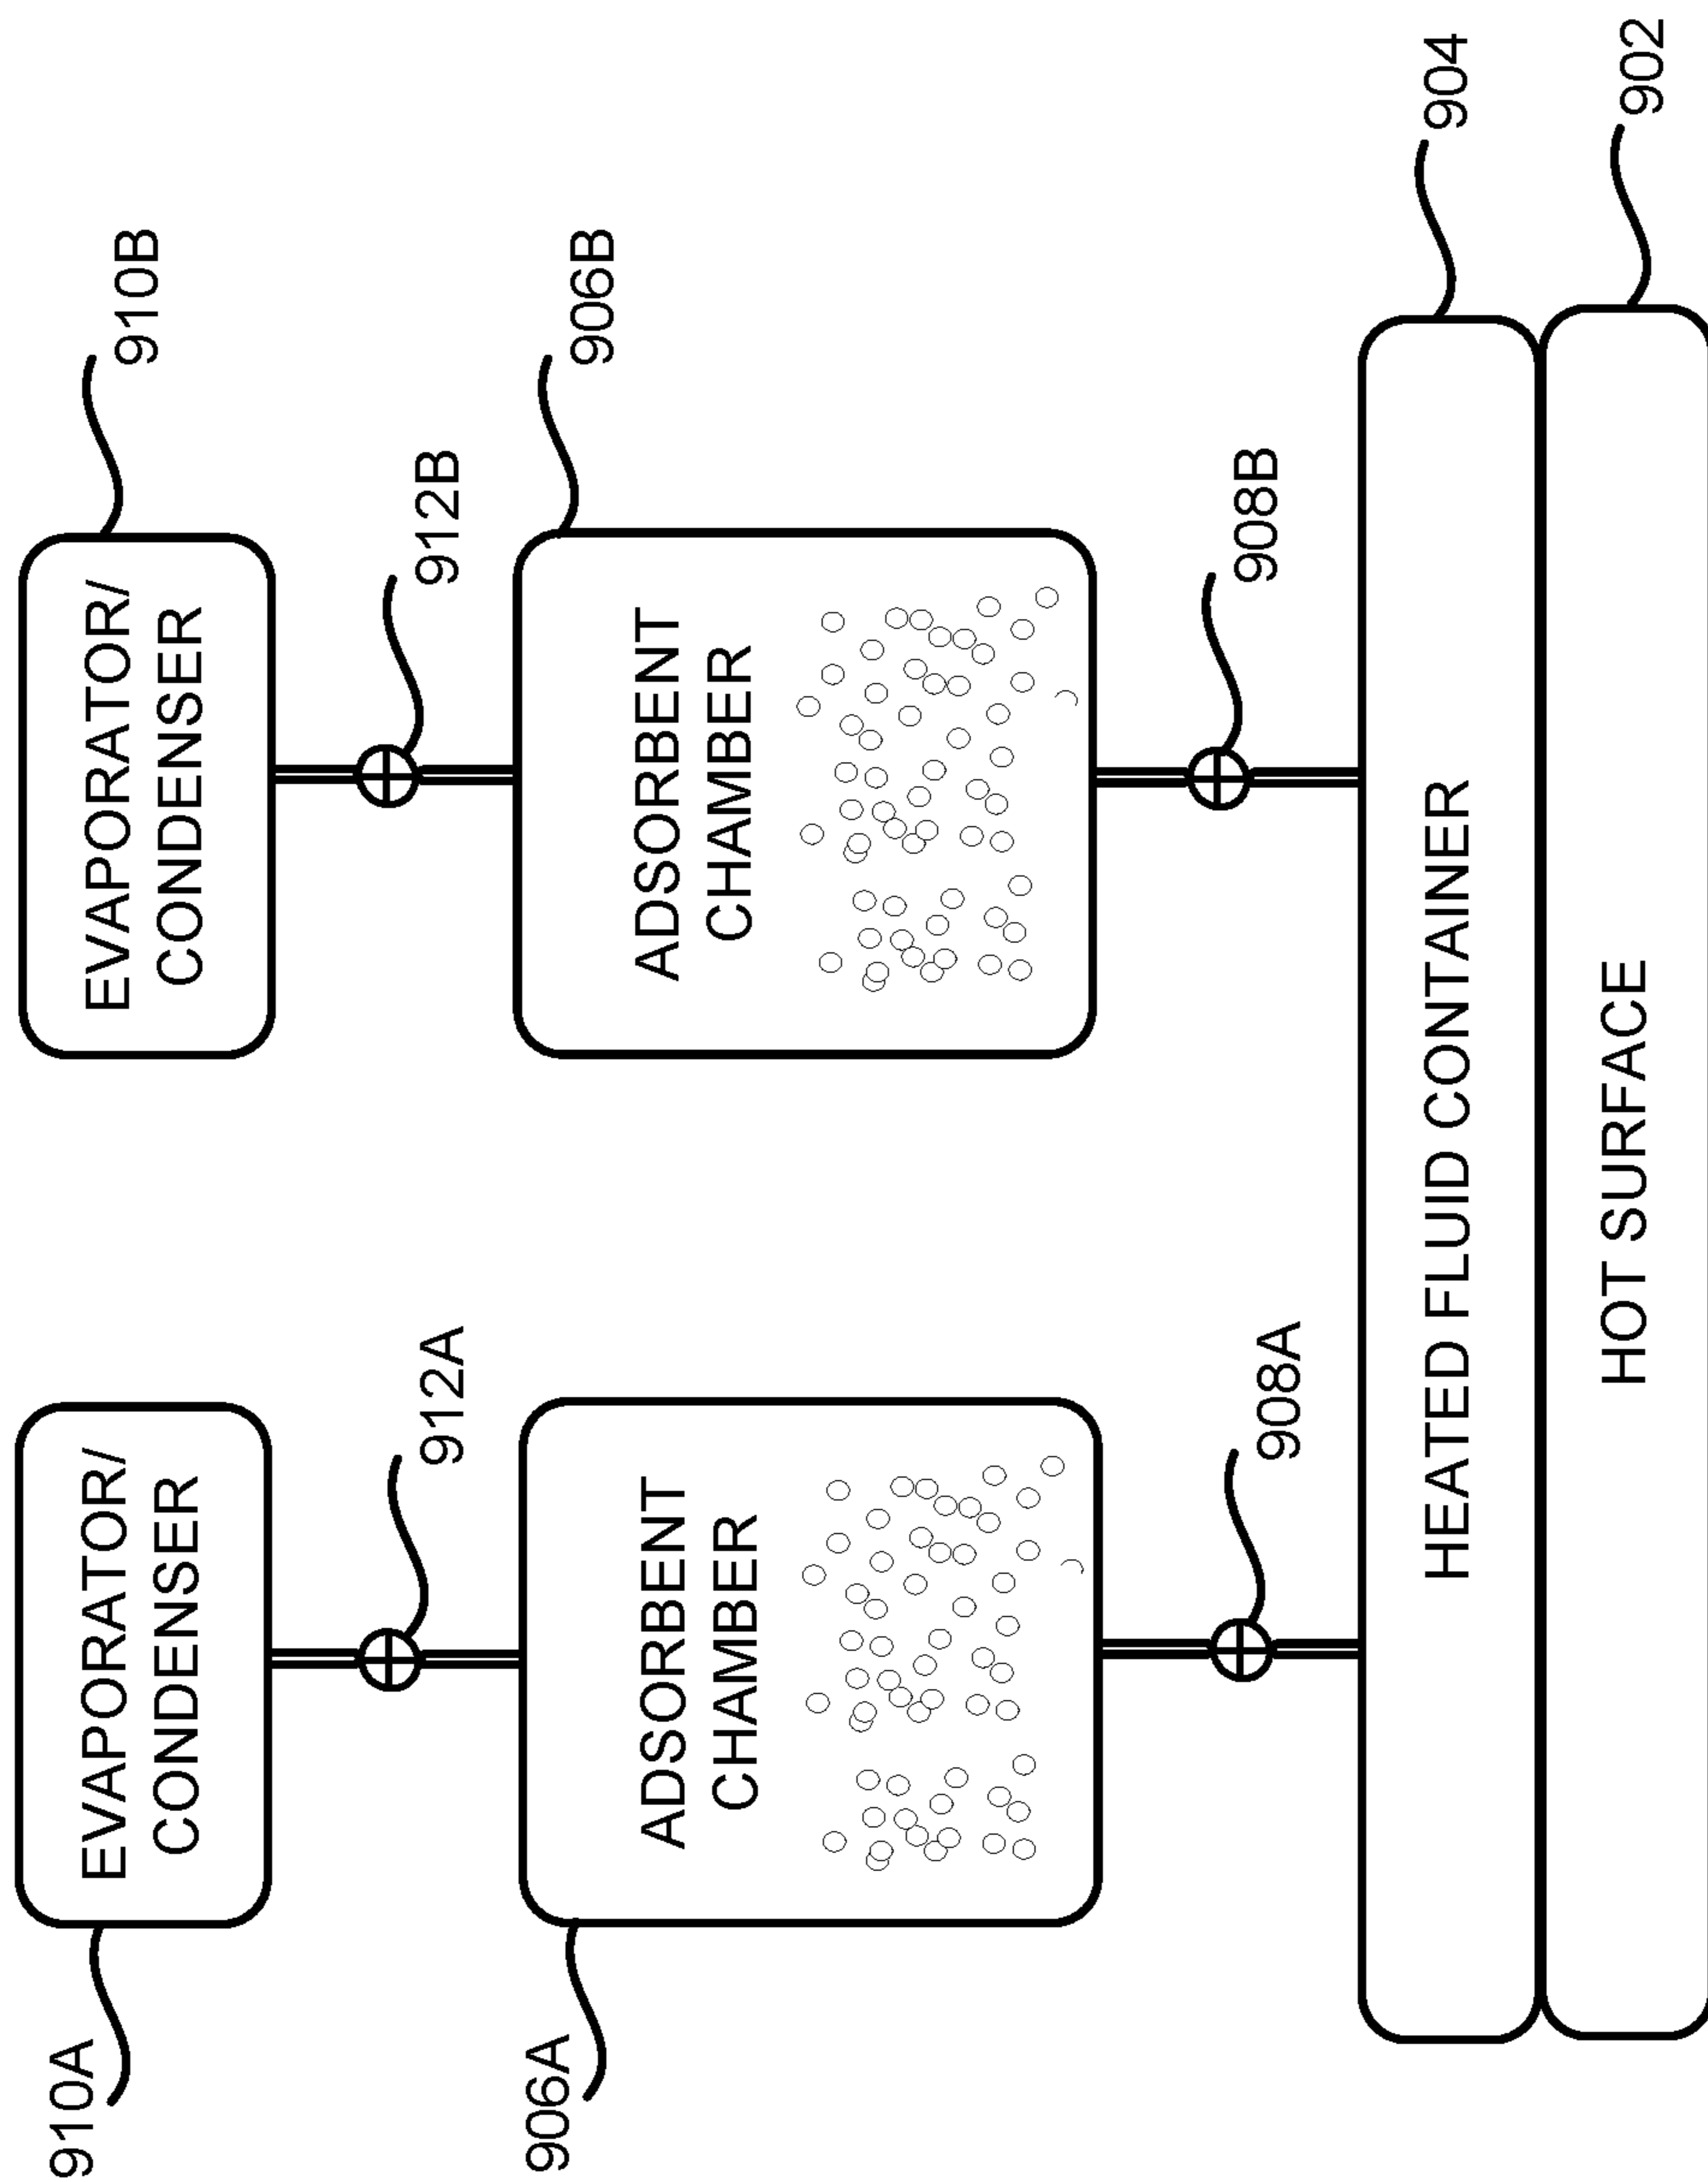 910A
EVAPORATOR/
CONDENSER
912A
EVAPORATOR/
CONDENSER
910B
912B
906A
ADSORBENT
CHAMBER
ADSORBENT
CHAMBER
906B
908A
908B
HEATED FLUID CONTAINER
904
HOT SURFACE
902